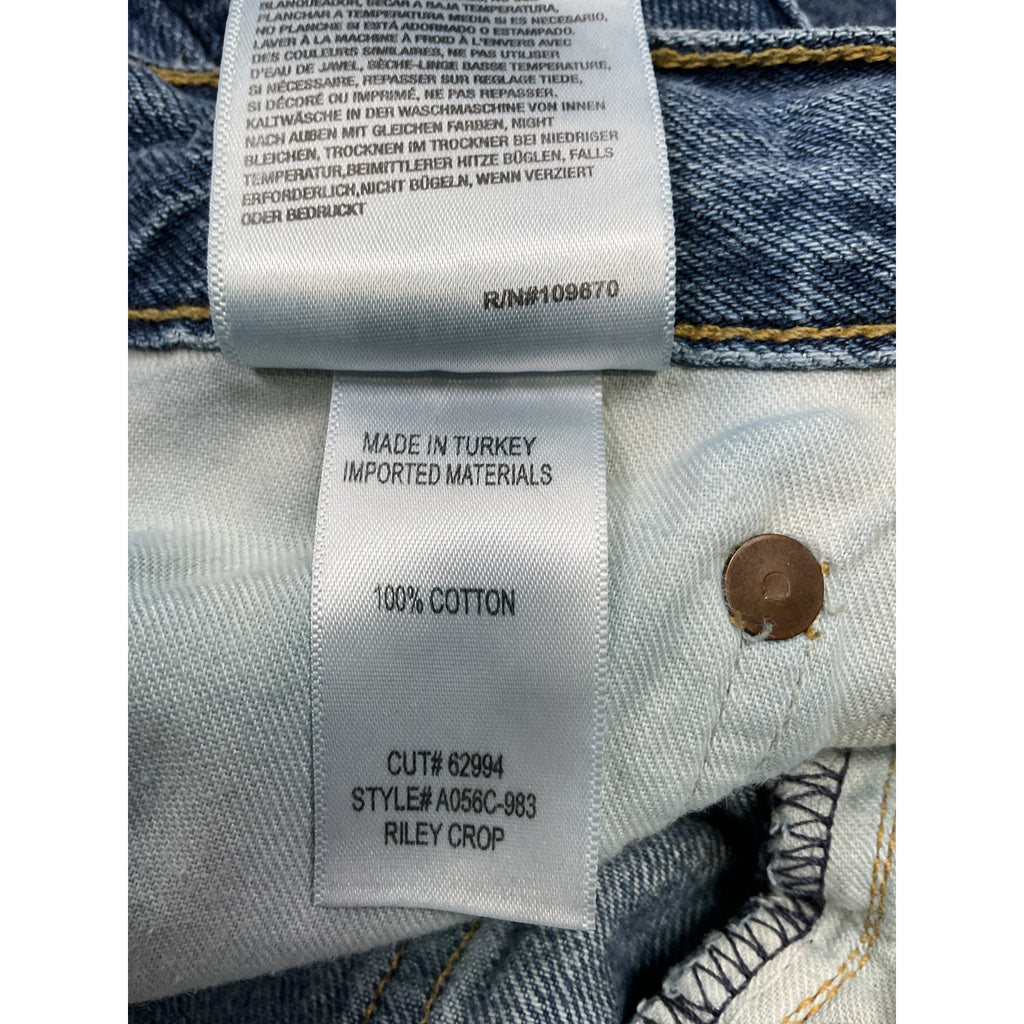 BLANQUEADOR, SECAR A BAJA TEMPERATURA,
PLANCHAR A TEMPERATURA MEDIA SI ES NECESARIO,
NO PLANCHE SI ESTÁ ADORNADO O ESTAMPADO.
LAVER À LA MACHINE À FROID À L'ENVERS AVEC
DES COULEURS SIMILAIRES, NE PAS UTILISER
D'EAU DE JAVEL, SÈCHE-LINGE BASSE TEMPERATURE,
SI NÉCESSAIRE, REPASSER SUR REGLAGE TIEDE,
SI DÉCORÉ OU IMPRIMÉ, NE PAS REPASSER.
KALTWÄSCHE IN DER WASCHMASCHINE VON INNEN
NACH AUßEN MIT GLEICHEN FARBEN, NIGHT
BLEICHEN, TROCKNEN IM TROCKNER BEI NIEDRIGER
TEMPERATUR,BEIMITTLERER HITZE BÜGLEN, FALLS
ERFORDERLICH,NICHT BÜGELN, WENN VERZIERT
ODER BEDRUCKT
R/N#109670
MADE IN TURKEY
IMPORTED MATERIALS
100% COTTON
CUT# 62994
STYLE# A056C-983
RILEY CROP